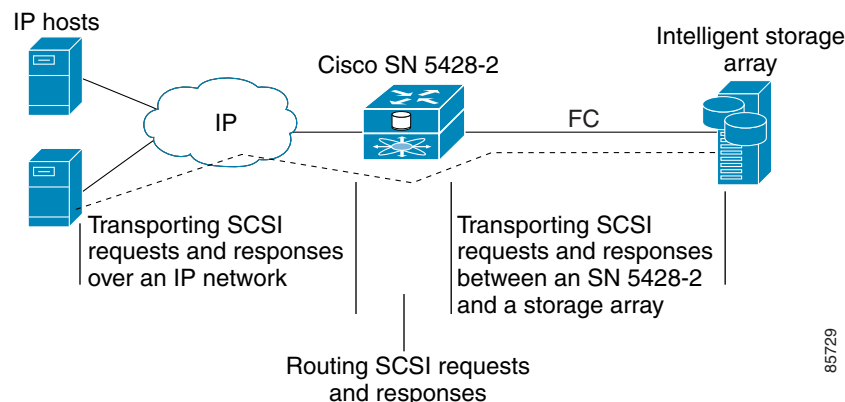 IP hosts
Cisco SN 5428-2
Intelligent storage
array
IP
FC
Transporting SCSI
requests and responses
over an IP network
Transporting SCSI
requests and responses
between an SN 5428-2
and a storage array
Routing SCSI requests
and responses
85729